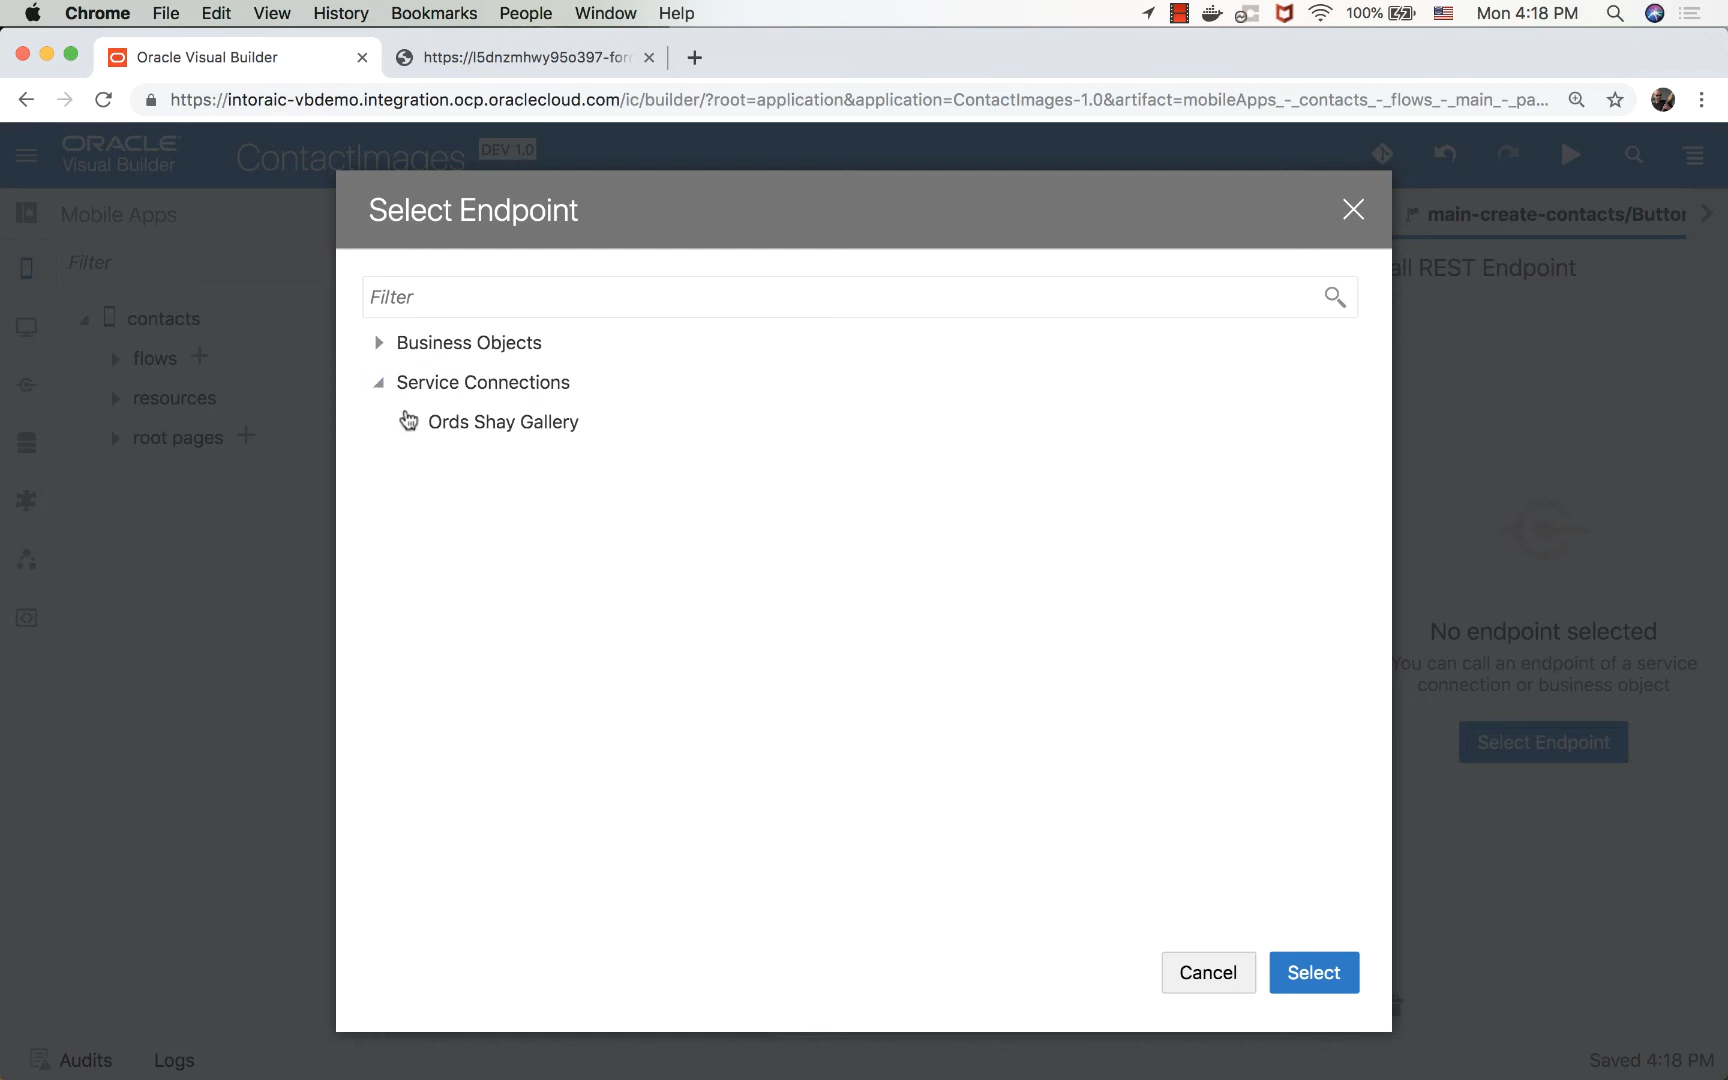 Chrome File Edit View History Bookmarks People Window Help 100% Mon 4:18 PM
Oracle Visual Builder https://l5dnzmhwy95o397-forr
https://intoraic-vbdemo.integration.ocp.oraclecloud.com/ic/builder/?root=application&application=ContactImages-1.0&artifact=mobileApps_-_contacts_-_flows_-_main_-_pa...
ORACLE
Visual Builder
ContactImages DEV 1.0
Mobile Apps
Select Endpoint
main-create-contacts/Buttor
Filter
all REST Endpoint
Filter
contacts
Business Objects
flows
Service Connections
resources
Ords Shay Gallery
root pages
No endpoint selected
You can call an endpoint of a service
connection or business object
Select Endpoint
Cancel Select
Audits Logs Saved 4:18 PM